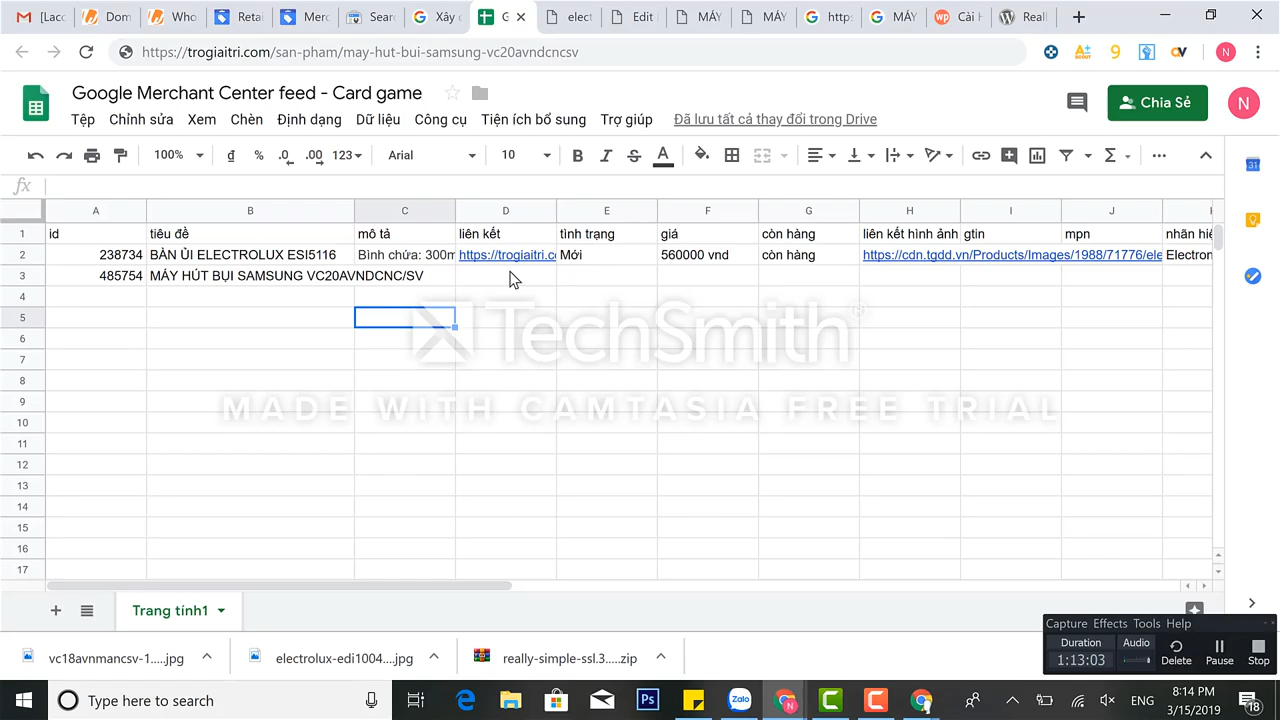 [Lacc
Dom
Who
Retai
Merc
Sear
Xây c
G
elect
Edit
MÁY
MÁY
http:
MÁY
Cài h
Reall
https://trogiaitri.com/san-pham/may-hut-bui-samsung-vc20avndcncsv
Google Merchant Center feed - Card game
Chia Sẻ
N
Tệp Chỉnh sửa Xem Chèn Định dạng Dữ liệu Công cụ Tiện ích bổ sung Trợ giúp Đã lưu tất cả thay đổi trong Drive
100% đ % .0 .00 123 Arial 10 B I S A
fx
A B C D E F G H I J
1 id tiêu đề mô tả liên kết tình trạng giá còn hàng liên kết hình ảnh gtin mpn nhãn hiệ
2 238734 BÀN ỦI ELECTROLUX ESI5116 Bình chứa: 300m https://trogiaitri.co Mới 560000 vnd còn hàng https://cdn.tgdd.vn/Products/Images/1988/71776/ele Electron
3 485754 MÁY HÚT BỤI SAMSUNG VC20AVNDCNC/SV
4
5
6
7
8
9
10
11
12
13
14
15
16
17
TechSmith
MADE WITH CAMTASIA FREE TRIAL
Trang tính1
Capture Effects Tools Help
Duration Audio
1:13:03 Delete Pause Stop
vc18avnmancsv-1....jpg electrolux-edi1004....jpg really-simple-ssl.3....zip
Type here to search
Ps
Zalo
ENG
8:14 PM
3/15/2019
18